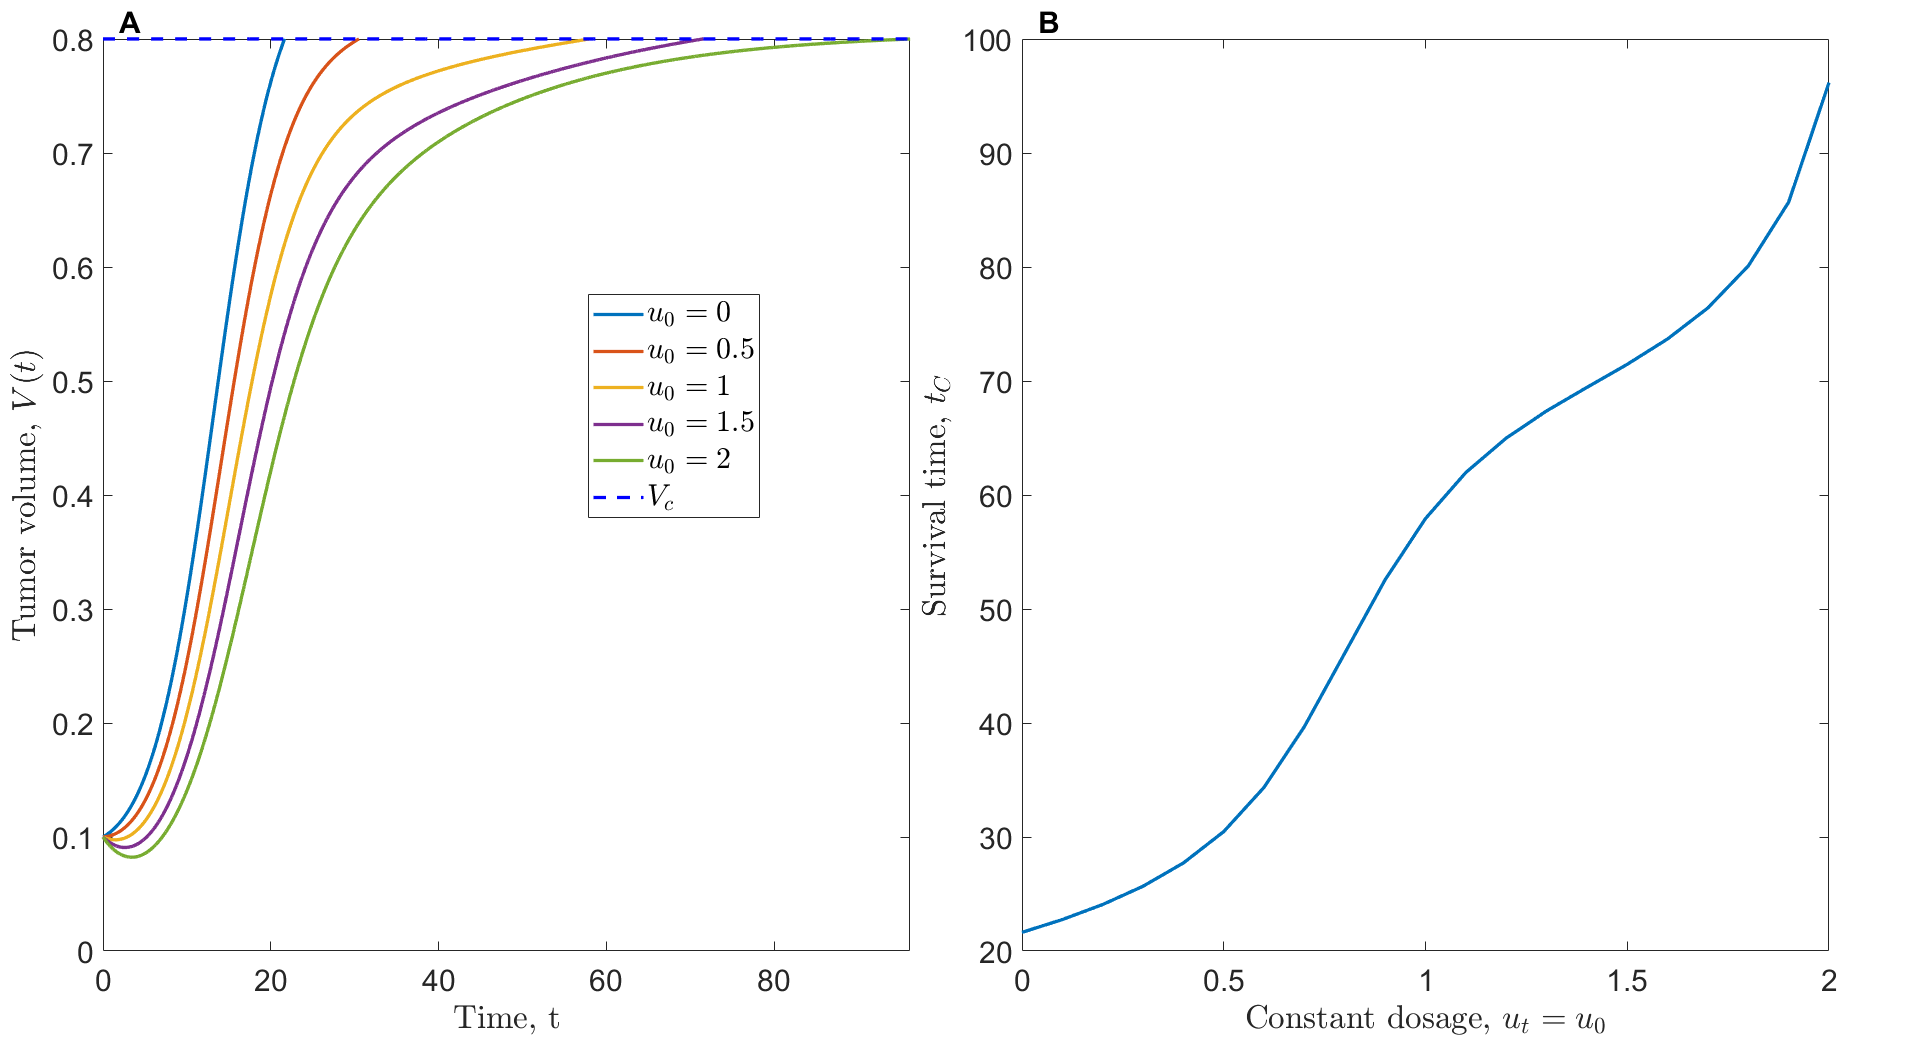 A
0.8
0.7
0.6
0.5
0.4
0.3
0.2
0.1
0
0 20 40 60 80
Time, t
Tumor volume, V(t)
u₀ = 0
u₀ = 0.5
u₀ = 1
u₀ = 1.5
u₀ = 2
V_c
B
100
90
80
70
60
50
40
30
20
0 0.5 1 1.5 2
Constant dosage, u_t = u₀
Survival time, t_C